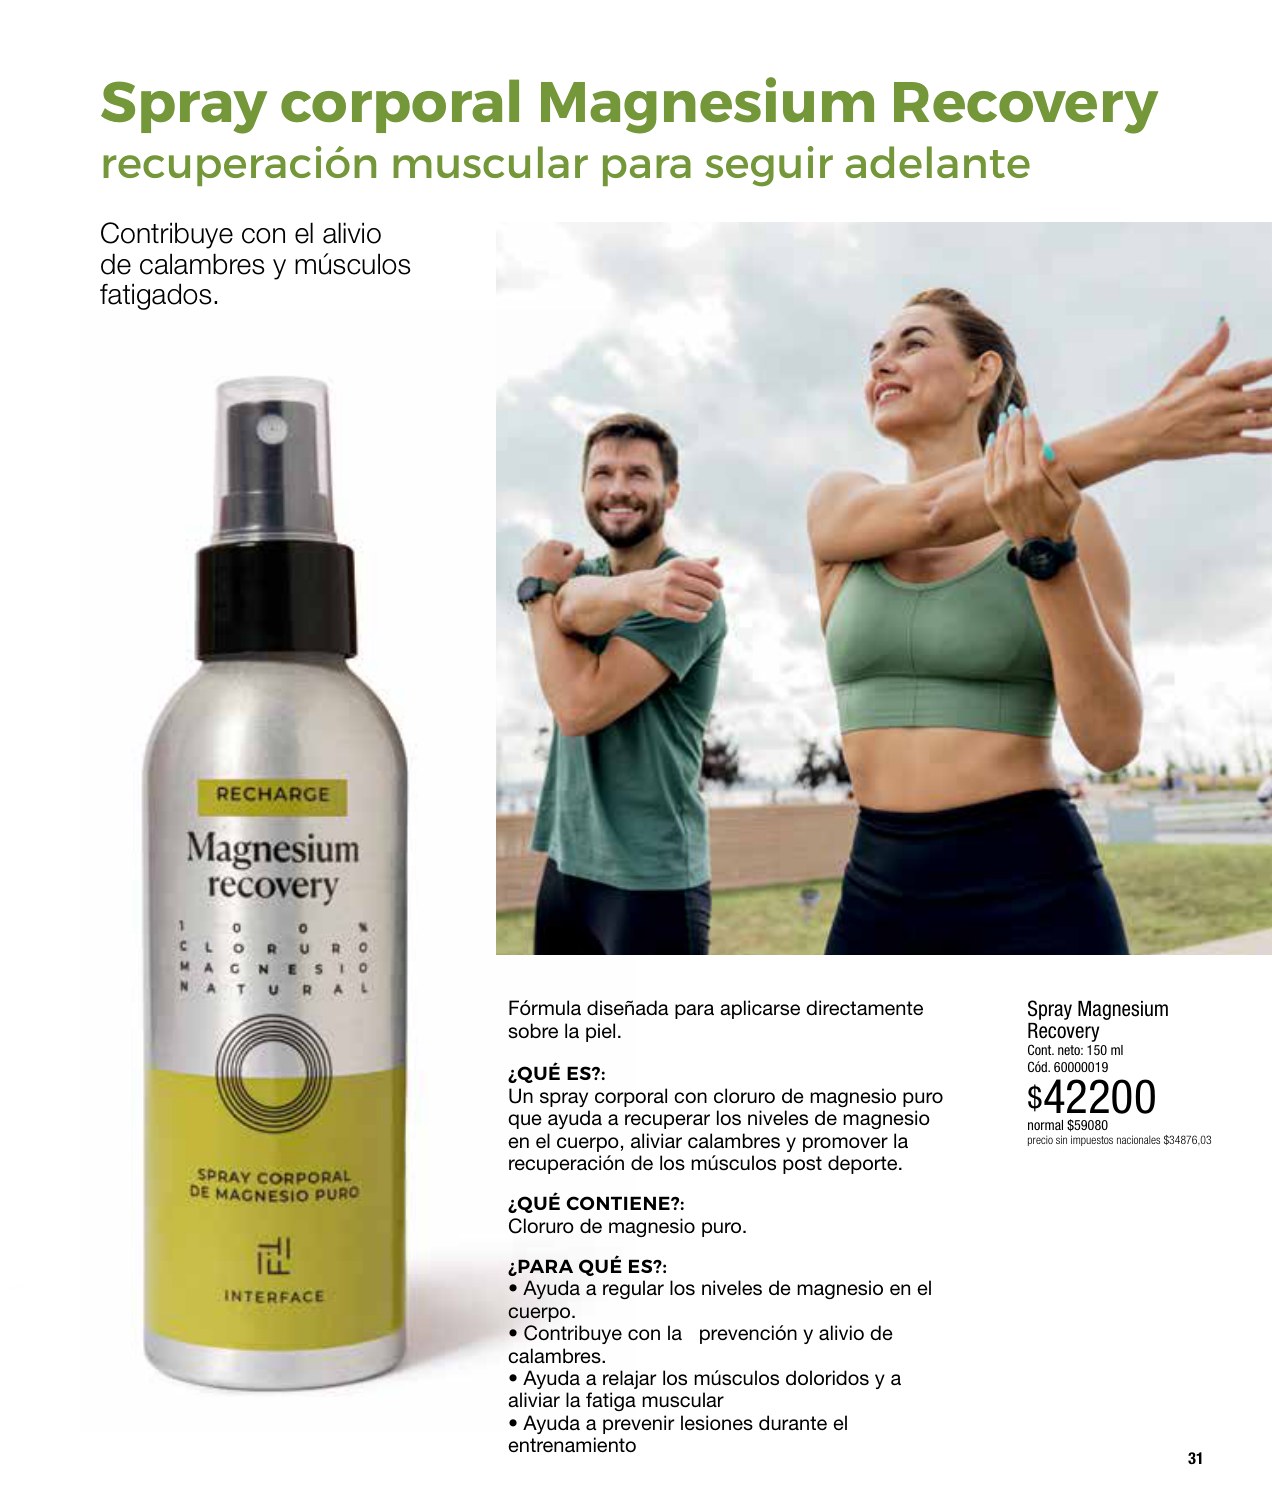 Spray corporal Magnesium Recovery
recuperación muscular para seguir adelante
Contribuye con el alivio
de calambres y músculos
fatigados.
RECHARGE
Magnesium
recovery
100%
CLORURO
MAGNESIO
NATURAL
SPRAY CORPORAL
DE MAGNESIO PURO
INTERFACE
Fórmula diseñada para aplicarse directamente
sobre la piel.
¿QUÉ ES?:
Un spray corporal con cloruro de magnesio puro
que ayuda a recuperar los niveles de magnesio
en el cuerpo, aliviar calambres y promover la
recuperación de los músculos post deporte.
¿QUÉ CONTIENE?:
Cloruro de magnesio puro.
¿PARA QUÉ ES?:
• Ayuda a regular los niveles de magnesio en el
cuerpo.
• Contribuye con la   prevención y alivio de
calambres.
• Ayuda a relajar los músculos doloridos y a
aliviar la fatiga muscular
• Ayuda a prevenir lesiones durante el
entrenamiento
Spray Magnesium
Recovery
Cont. neto: 150 ml
Cód. 60000019
$42200
normal $59080
precio sin impuestos nacionales $34876,03
31